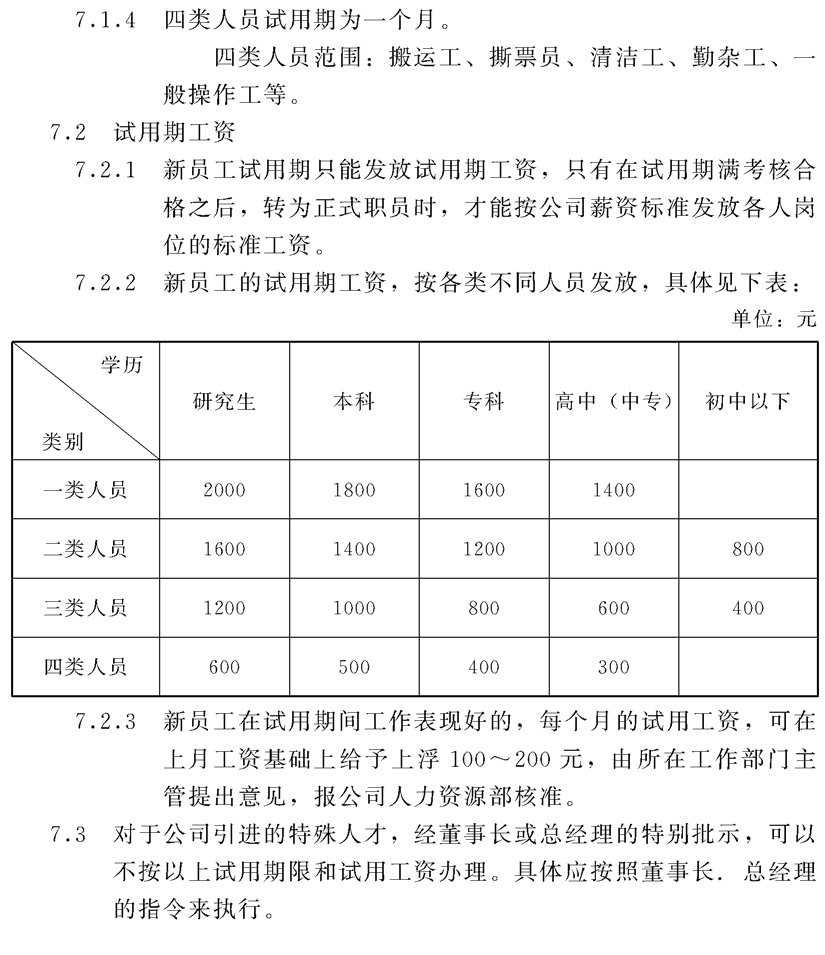 7.1.4 四类人员试用期为一个月。
四类人员范围：搬运工、撕票员、清洁工、勤杂工、一
般操作工等。
7.2 试用期工资
7.2.1 新员工试用期只能发放试用期工资，只有在试用期满考核合
格之后，转为正式职员时，才能按公司薪资标准发放各人岗
位的标准工资。
7.2.2 新员工的试用期工资，按各类不同人员发放，具体见下表：
单位：元
学历
类别 研究生 本科 专科 高中（中专） 初中以下
一类人员 2000 1800 1600 1400
二类人员 1600 1400 1200 1000 800
三类人员 1200 1000 800 600 400
四类人员 600 500 400 300
7.2.3 新员工在试用期间工作表现好的，每个月的试用工资，可在
上月工资基础上给予上浮 100～200 元，由所在工作部门主
管提出意见，报公司人力资源部核准。
7.3 对于公司引进的特殊人才，经董事长或总经理的特别批示，可以
不按以上试用期限和试用工资办理。具体应按照董事长．总经理
的指令来执行。